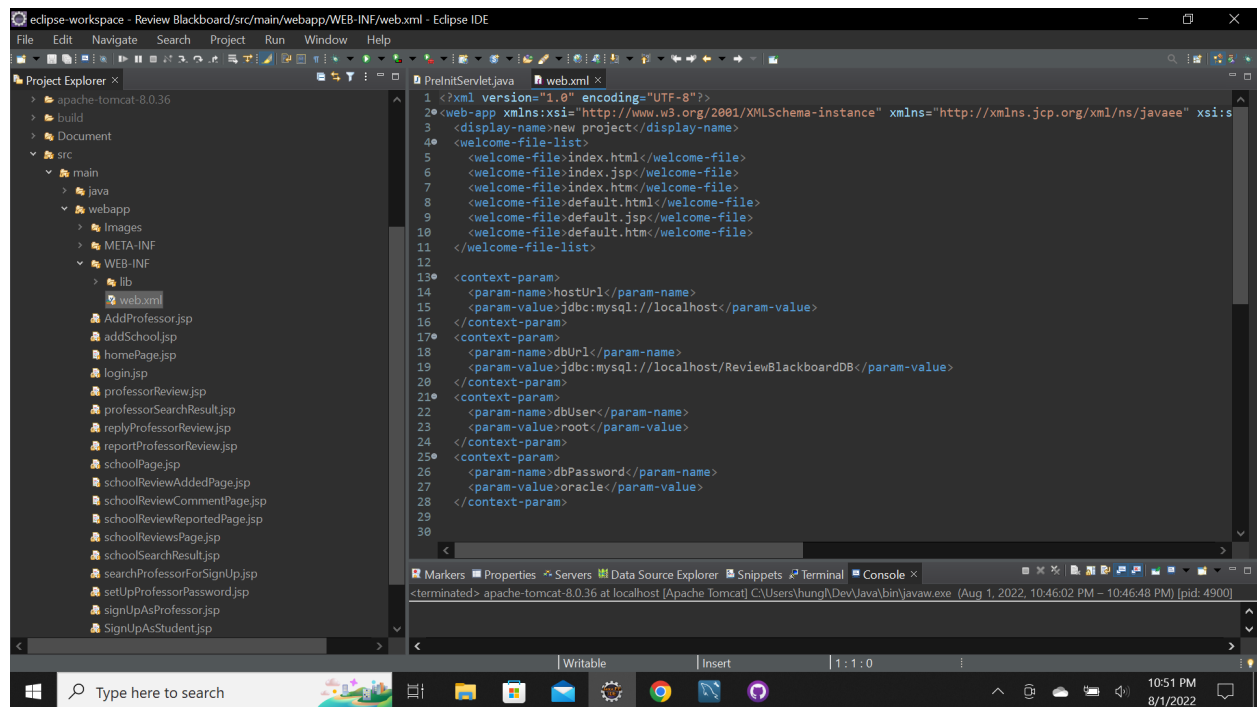 eclipse-workspace - Review Blackboard/src/main/webapp/WEB-INF/web.xml - Eclipse IDE
File Edit Navigate Search Project Run Window Help
Project Explorer
apache-tomcat-8.0.36
build
Document
src
main
java
webapp
Images
META-INF
WEB-INF
lib
web.xml
AddProfessor.jsp
addSchool.jsp
homePage.jsp
login.jsp
professorReview.jsp
professorSearchResult.jsp
replyProfessorReview.jsp
reportProfessorReview.jsp
schoolPage.jsp
schoolReviewAddedPage.jsp
schoolReviewCommentPage.jsp
schoolReviewReportedPage.jsp
schoolReviewsPage.jsp
schoolSearchResult.jsp
searchProfessorForSignUp.jsp
setUpProfessorPassword.jsp
signUpAsProfessor.jsp
SignUpAsStudent.jsp
PreInitServlet.java web.xml
1 <?xml version="1.0" encoding="UTF-8"?>
2 <web-app xmlns:xsi="http://www.w3.org/2001/XMLSchema-instance" xmlns="http://xmlns.jcp.org/xml/ns/javaee" xsi:s
3 <display-name>new project</display-name>
4 <welcome-file-list>
5 <welcome-file>index.html</welcome-file>
6 <welcome-file>index.jsp</welcome-file>
7 <welcome-file>index.htm</welcome-file>
8 <welcome-file>default.html</welcome-file>
9 <welcome-file>default.jsp</welcome-file>
10 <welcome-file>default.htm</welcome-file>
11 </welcome-file-list>
12
13 <context-param>
14 <param-name>hostUrl</param-name>
15 <param-value>jdbc:mysql://localhost</param-value>
16 </context-param>
17 <context-param>
18 <param-name>dbUrl</param-name>
19 <param-value>jdbc:mysql://localhost/ReviewBlackboardDB</param-value>
20 </context-param>
21 <context-param>
22 <param-name>dbUser</param-name>
23 <param-value>root</param-value>
24 </context-param>
25 <context-param>
26 <param-name>dbPassword</param-name>
27 <param-value>oracle</param-value>
28 </context-param>
29
30
Markers Properties Servers Data Source Explorer Snippets Terminal Console
<terminated> apache-tomcat-8.0.36 at localhost [Apache Tomcat] C:\Users\hungl\Dev\Java\bin\javaw.exe (Aug 1, 2022, 10:46:02 PM – 10:46:48 PM) [pid: 4900]
Writable Insert 1 : 1 : 0
Type here to search
10:51 PM
8/1/2022